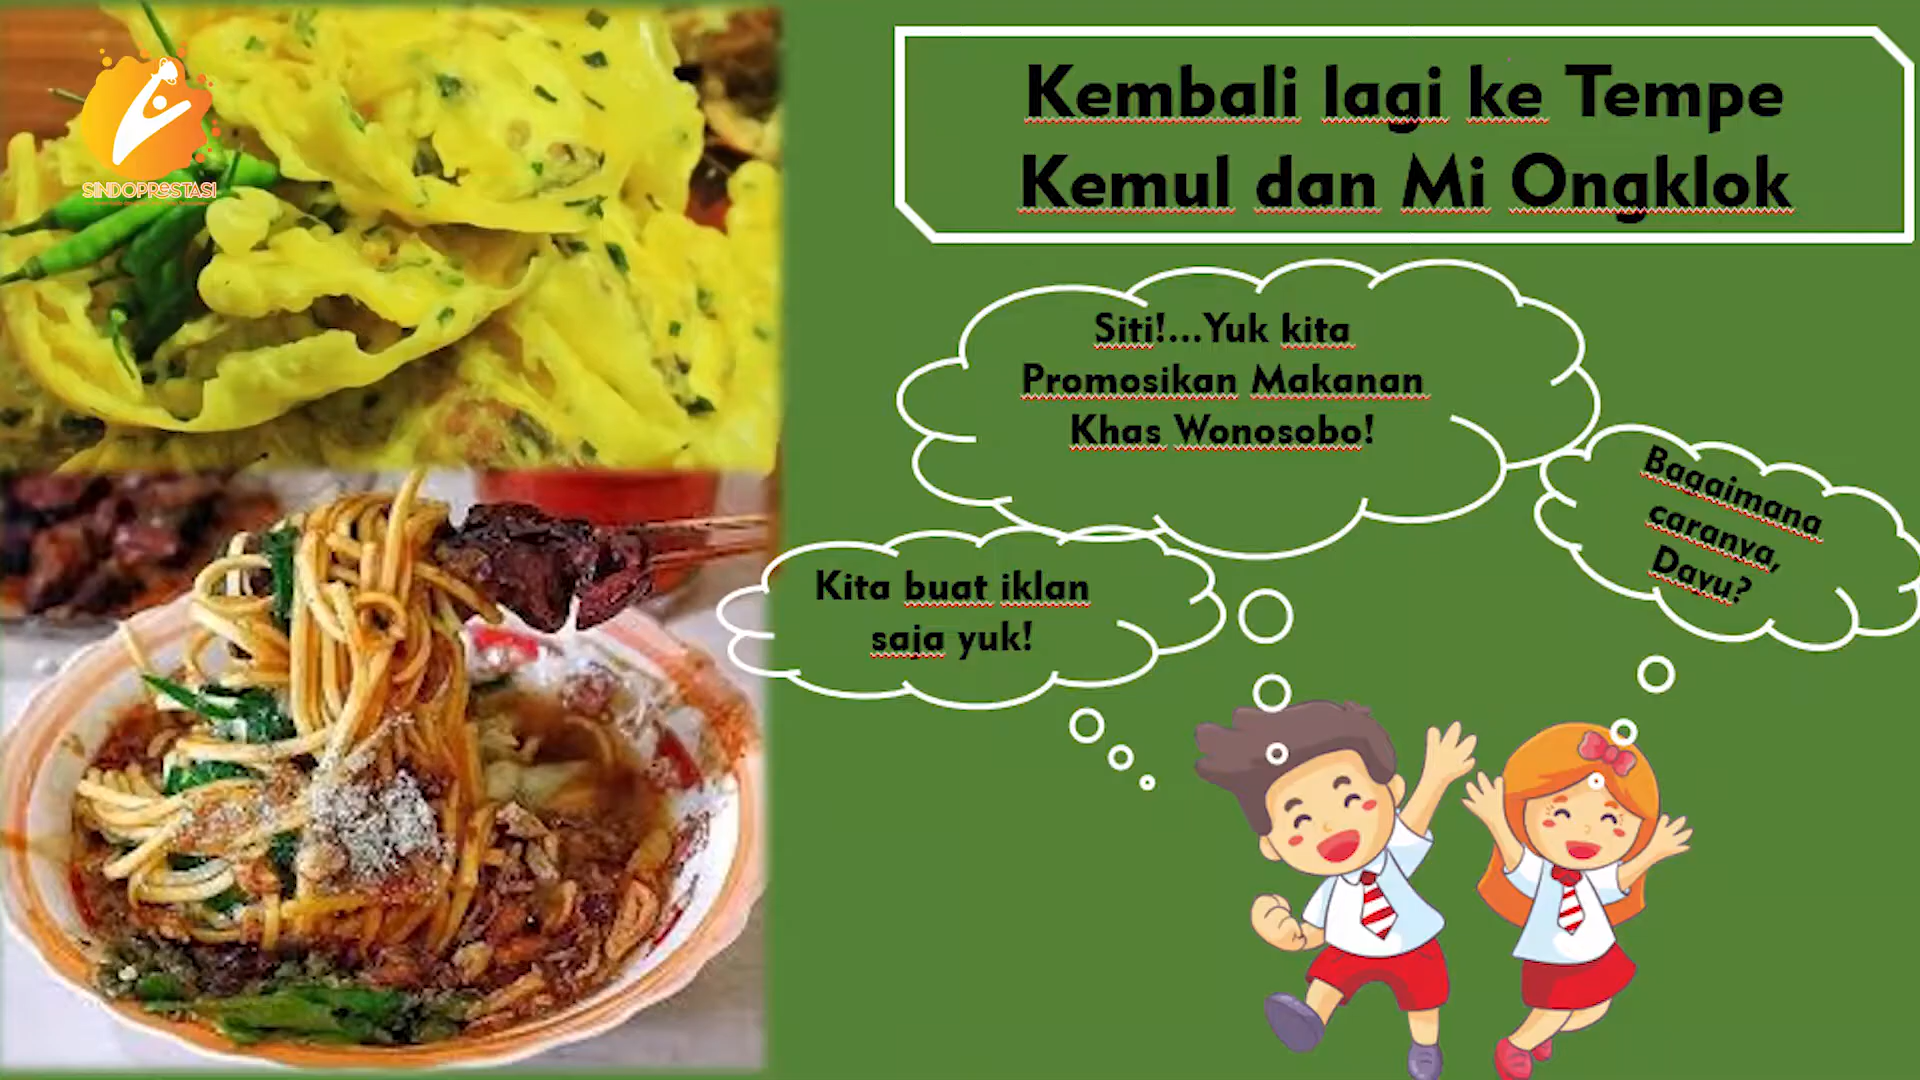 SINDOPRESTASI
Kembali lagi ke Tempe
Kemul dan Mi Ongklok
Siti!...Yuk kita
Promosikan Makanan
Khas Wonosobo!
Bagaimana
caranya,
Dayu?
Kita buat iklan
saja yuk!